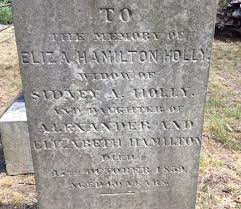 TO
THE MEMORY OF
ELIZA HAMILTON HOLLY,
WIDOW OF
SIDNEY A. HOLLY,
AND DAUGHTER OF
ALEXANDER AND
ELIZABETH HAMILTON
DIED
17TH OCTOBER 1859,
AGED YEARS.